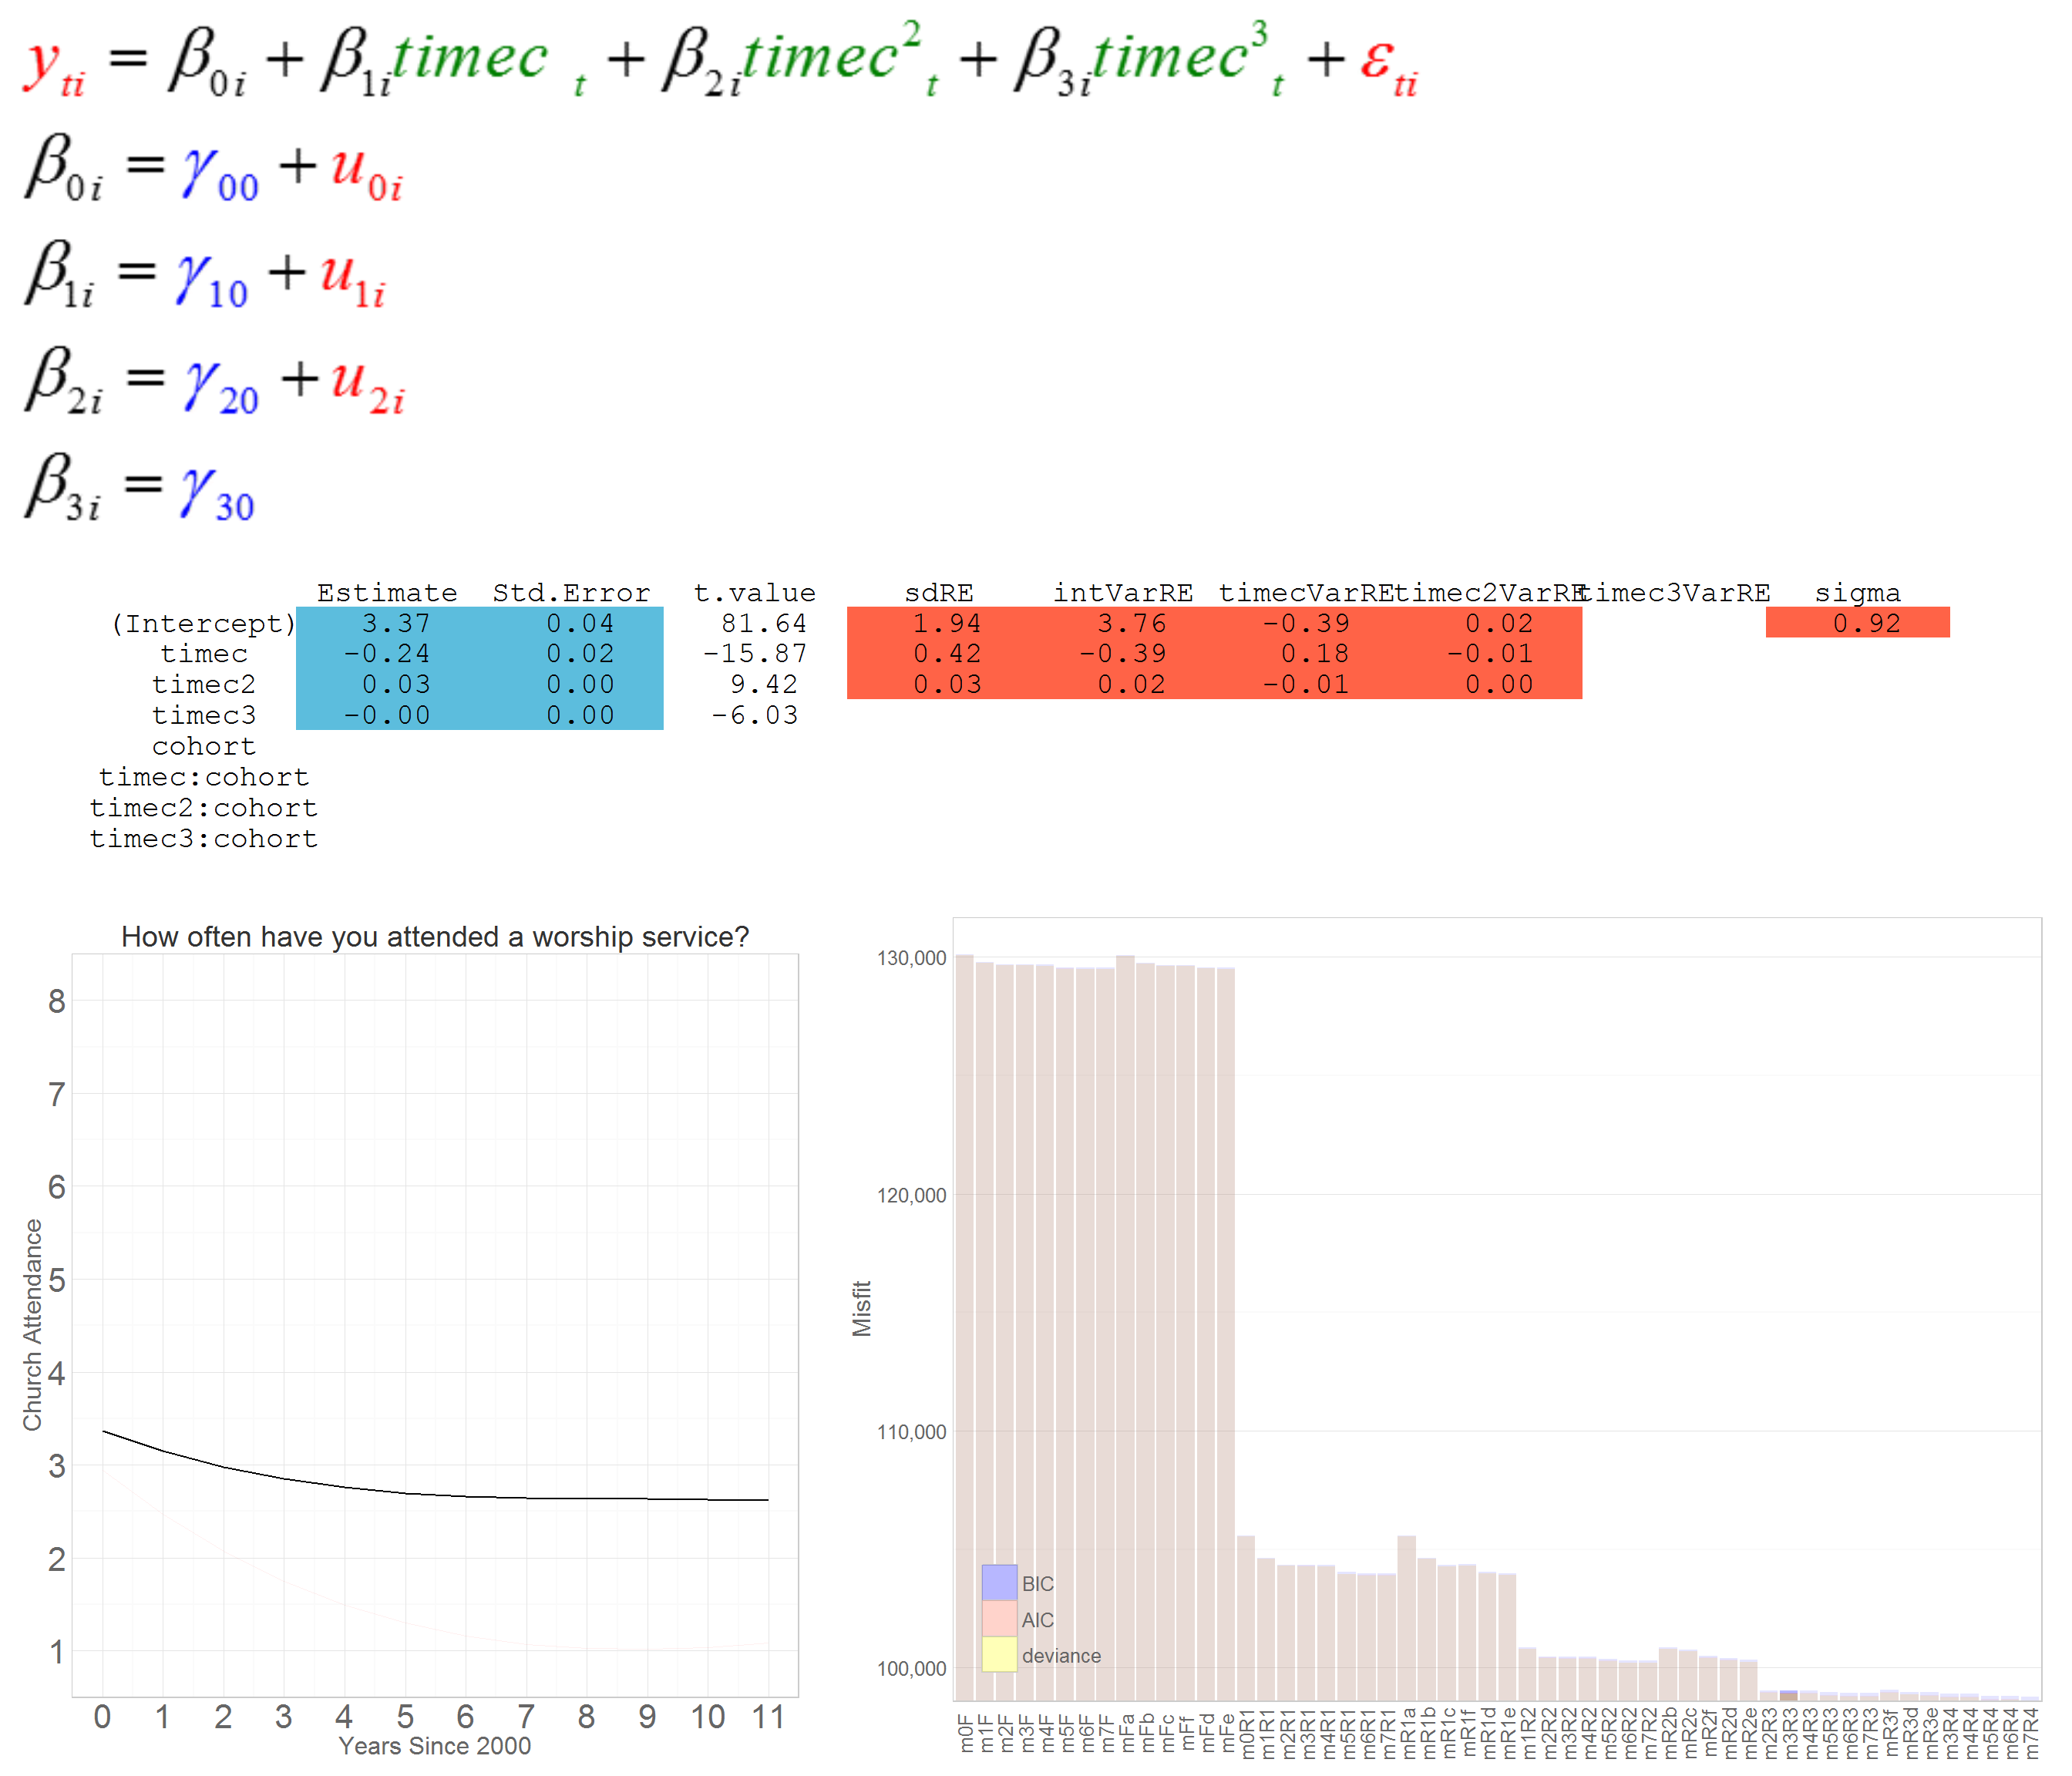 y_ti = β_0i + β_1i timec_t + β_2i timec²_t + β_3i timec³_t + ε_ti
β_0i = γ_00 + u_0i
β_1i = γ_10 + u_1i
β_2i = γ_20 + u_2i
β_3i = γ_30
Estimate Std.Error t.value sdRE intVarRE timecVarRE timec2VarRE timec3VarRE sigma
(Intercept) 3.37 0.04 81.64 1.94 3.76 -0.39 0.02 0.92
timec -0.24 0.02 -15.87 0.42 -0.39 0.18 -0.01
timec2 0.03 0.00 9.42 0.03 0.02 -0.01 0.00
timec3 -0.00 0.00 -6.03
cohort
timec:cohort
timec2:cohort
timec3:cohort
How often have you attended a worship service?
8
7
6
5
4
3
2
1
Church Attendance
0 1 2 3 4 5 6 7 8 9 10 11
Years Since 2000
130,000
120,000
110,000
100,000
Misfit
BIC
AIC
deviance
m0F m1F m2F m3F m4F m5F m6F m7F mFa mFb mFc mFf mFd mFe m0R1 m1R1 m2R1 m3R1 m4R1 m5R1 m6R1 m7R1 mR1a mR1b mR1c mR1f mR1d mR1e m1R2 m2R2 m3R2 m4R2 m5R2 m6R2 m7R2 mR2b mR2c mR2f mR2d mR2e m2R3 m3R3 m4R3 m5R3 m6R3 m7R3 mR3f mR3d mR3e m3R4 m4R4 m5R4 m6R4 m7R4